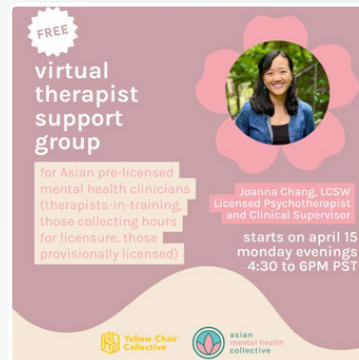 FREE
virtual
therapist
support
group
for Asian pre-licensed
mental health clinicians
(therapists-in-training,
those collecting hours
for licensure, those
provisionally licensed)
Joanna Chang, LCSW
Licensed Psychotherapist
and Clinical Supervisor
starts on april 15
monday evenings
4:30 to 6PM PST
Yellow Chair
Collective
asian
mental health
collective